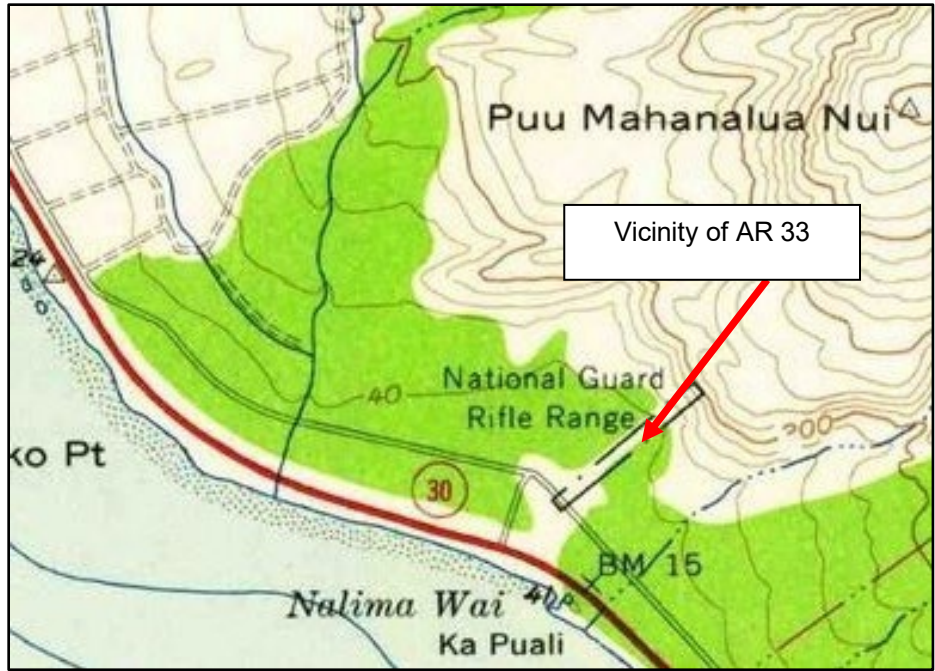 Puu Mahanalua Nui
Vicinity of AR 33
24
National Guard
Rifle Range
40
200
ko Pt
30
BM 15
Nalima Wai
Ka Puali